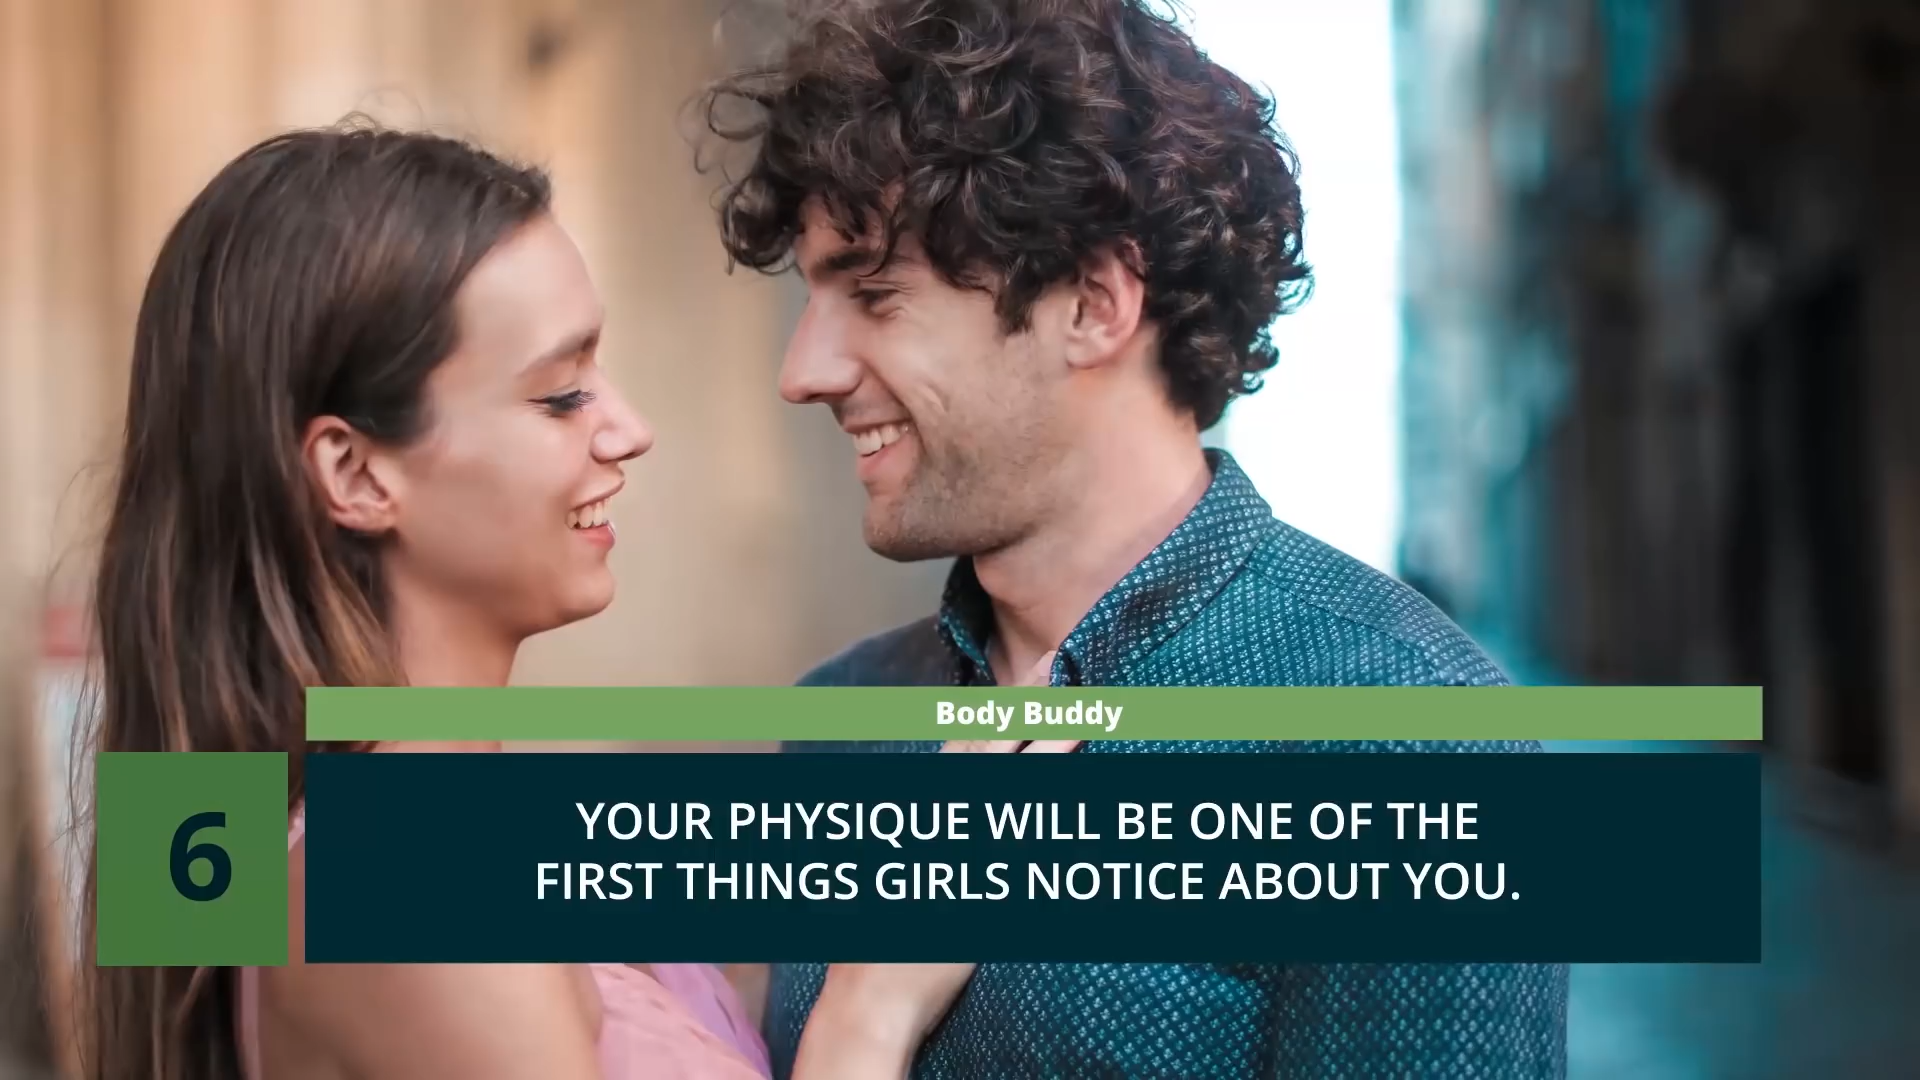 Body Buddy
6
YOUR PHYSIQUE WILL BE ONE OF THE
FIRST THINGS GIRLS NOTICE ABOUT YOU.